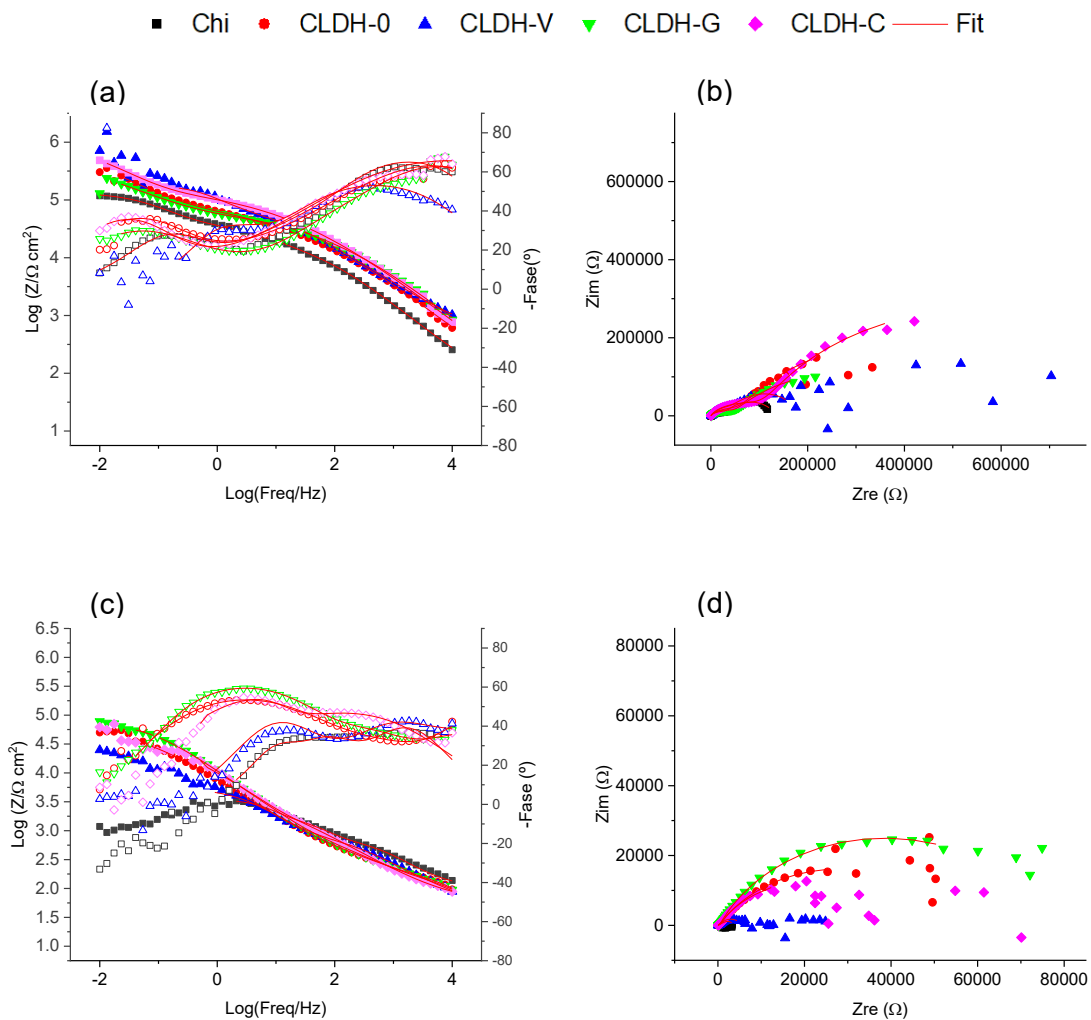 Chi CLDH-0 CLDH-V CLDH-G CLDH-C Fit
(a)
6
5
4
3
2
1
Log (Z/Ω cm²)
80
60
40
20
0
-20
-40
-60
-80
-Fase(º)
-2 0 2 4
Log(Freq/Hz)
(b)
600000
400000
200000
0
Zim (Ω)
0 200000 400000 600000
Zre (Ω)
(c)
6.5
6.0
5.5
5.0
4.5
4.0
3.5
3.0
2.5
2.0
1.5
1.0
Log (Z/Ω cm²)
80
60
40
20
0
-20
-40
-60
-80
-Fase (º)
-2 0 2 4
Log(Freq/Hz)
(d)
80000
60000
40000
20000
0
Zim (Ω)
0 20000 40000 60000 80000
Zre (Ω)